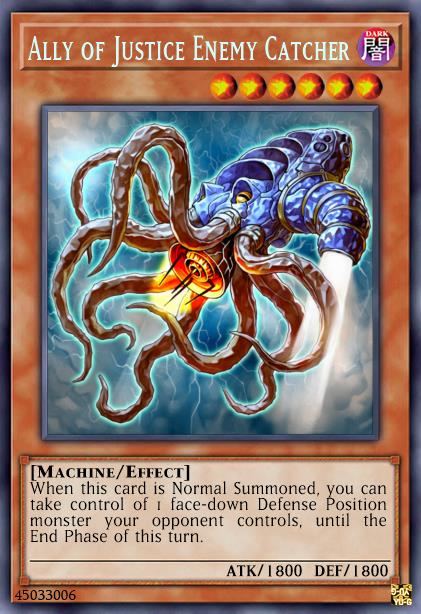 ALLY OF JUSTICE ENEMY CATCHER
DARK
闇
[MACHINE/EFFECT]
When this card is Normal Summoned, you can
take control of 1 face-down Defense Position
monster your opponent controls, until the
End Phase of this turn.
ATK/1800 DEF/1800
45033006